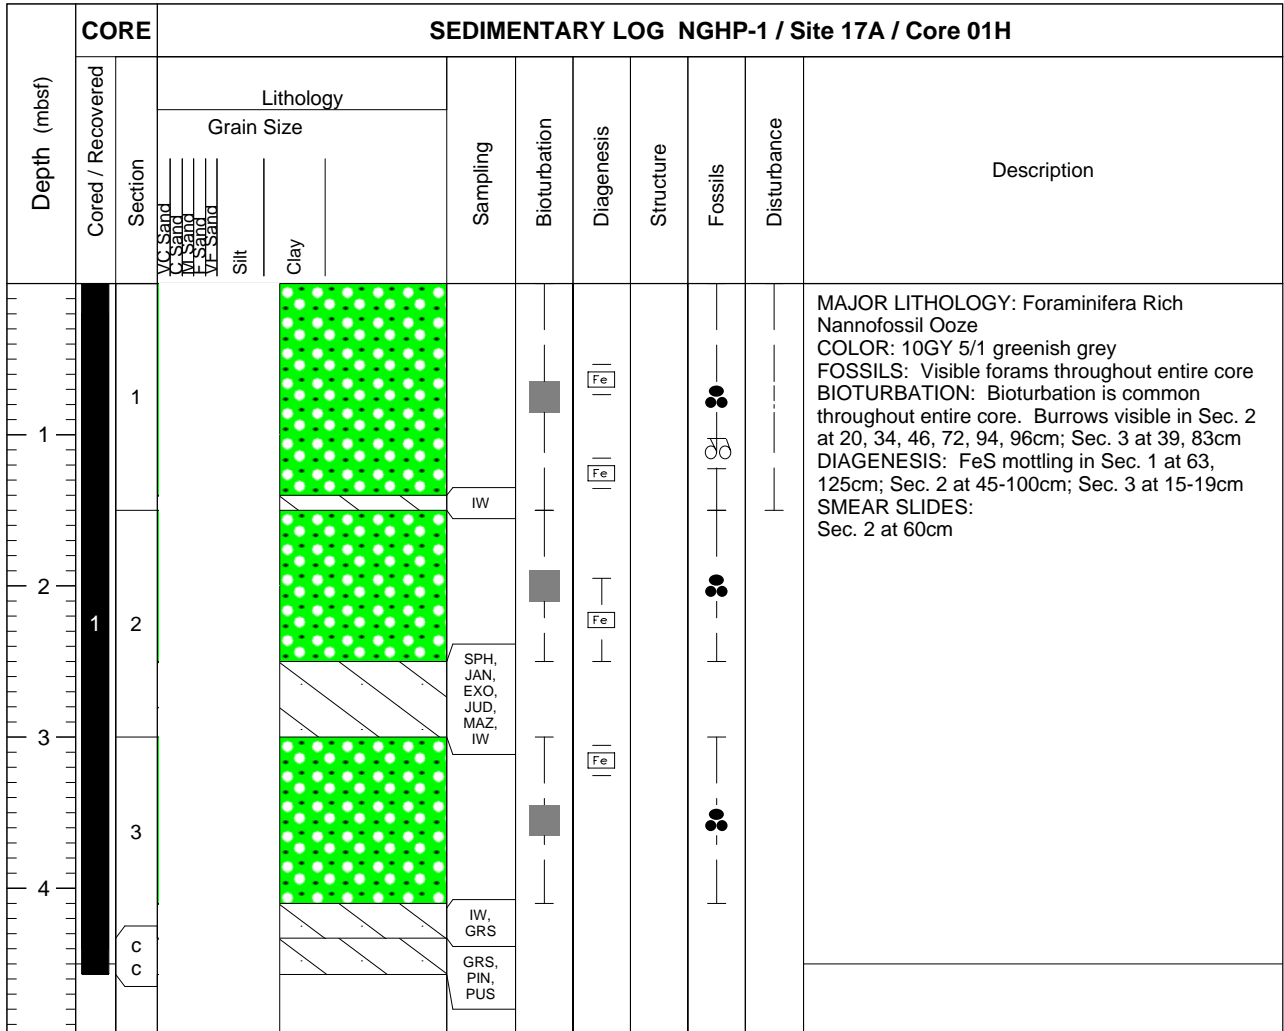 CORE
SEDIMENTARY LOG NGHP-1 / Site 17A / Core 01H
Depth (mbsf)
Cored / Recovered
Section
Lithology
Grain Size
VC Sand
C Sand
M Sand
F Sand
VF Sand
Silt
Clay
Sampling
Bioturbation
Diagenesis
Structure
Fossils
Disturbance
Description
MAJOR LITHOLOGY: Foraminifera Rich
Nannofossil Ooze
COLOR: 10GY 5/1 greenish grey
FOSSILS: Visible forams throughout entire core
BIOTURBATION: Bioturbation is common
throughout entire core. Burrows visible in Sec. 2
at 20, 34, 46, 72, 94, 96cm; Sec. 3 at 39, 83cm
DIAGENESIS: FeS mottling in Sec. 1 at 63,
125cm; Sec. 2 at 45-100cm; Sec. 3 at 15-19cm
SMEAR SLIDES:
Sec. 2 at 60cm
Fe
1
1
Fe
IW
2
Fe
1
2
SPH,
JAN,
EXO,
JUD,
MAZ,
IW
3
Fe
3
4
IW,
GRS
C
C
GRS,
PIN,
PUS